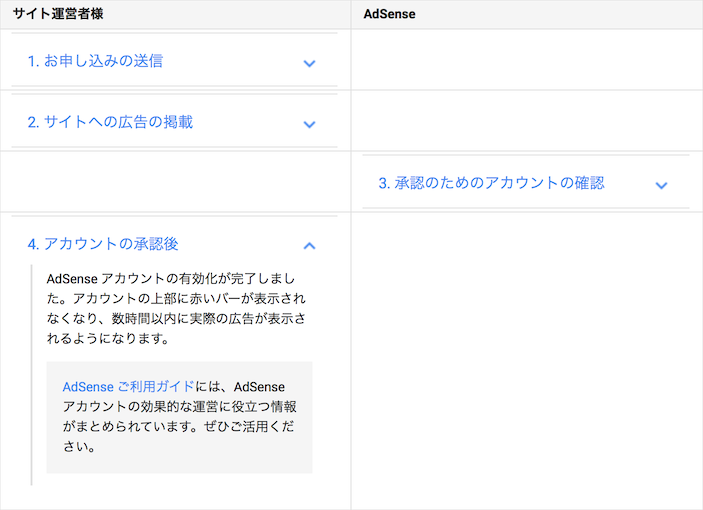 サイト運営者様
AdSense
1. お申し込みの送信
2. サイトへの広告の掲載
3. 承認のためのアカウントの確認
4. アカウントの承認後
AdSense アカウントの有効化が完了しまし
た。アカウントの上部に赤いバーが表示され
なくなり、数時間以内に実際の広告が表示さ
れるようになります。
AdSense ご利用ガイドには、AdSense
アカウントの効果的な運営に役立つ情報
がまとめられています。ぜひご活用くだ
さい。